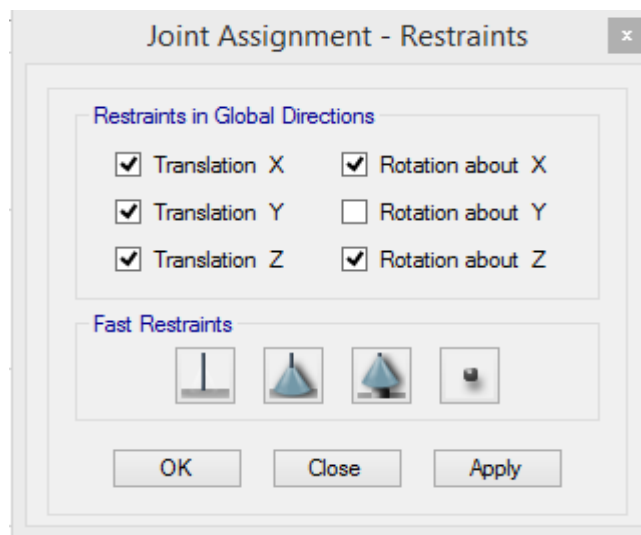 Joint Assignment - Restraints
x
Restraints in Global Directions
Translation X
Rotation about X
Translation Y
Rotation about Y
Translation Z
Rotation about Z
Fast Restraints
OK
Close
Apply